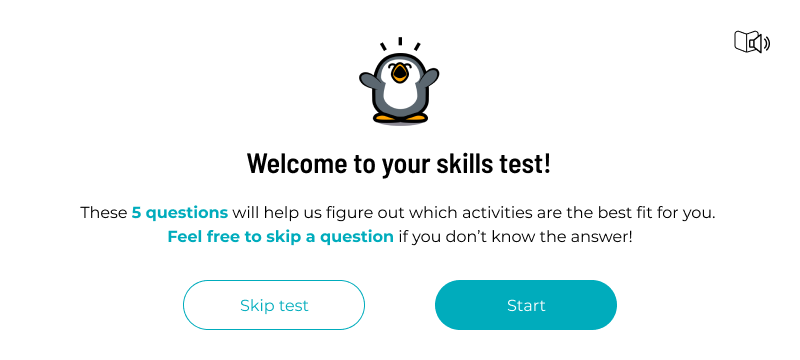 Welcome to your skills test!
These 5 questions will help us figure out which activities are the best fit for you.
Feel free to skip a question if you don’t know the answer!
Skip test
Start